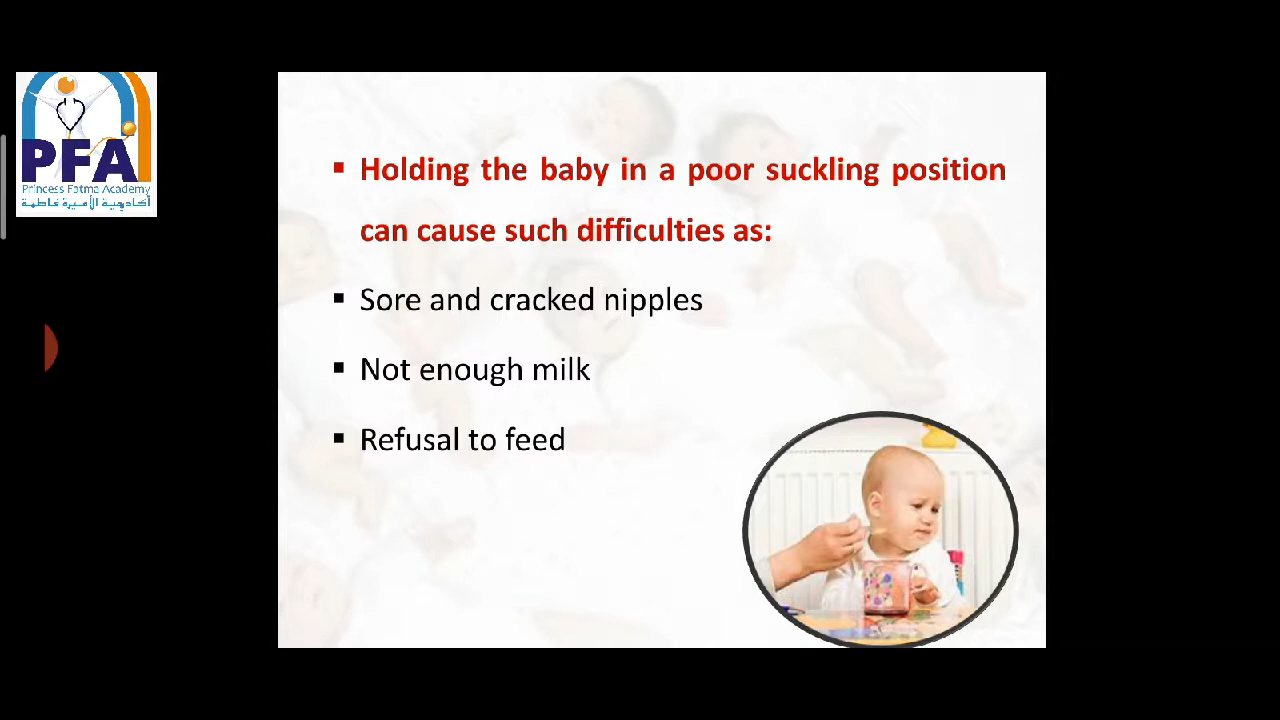 PFA
Princess Fatma Academy
أكاديمية الأميرة فاطمة
▪ Holding the baby in a poor suckling position
can cause such difficulties as:
▪ Sore and cracked nipples
▪ Not enough milk
▪ Refusal to feed